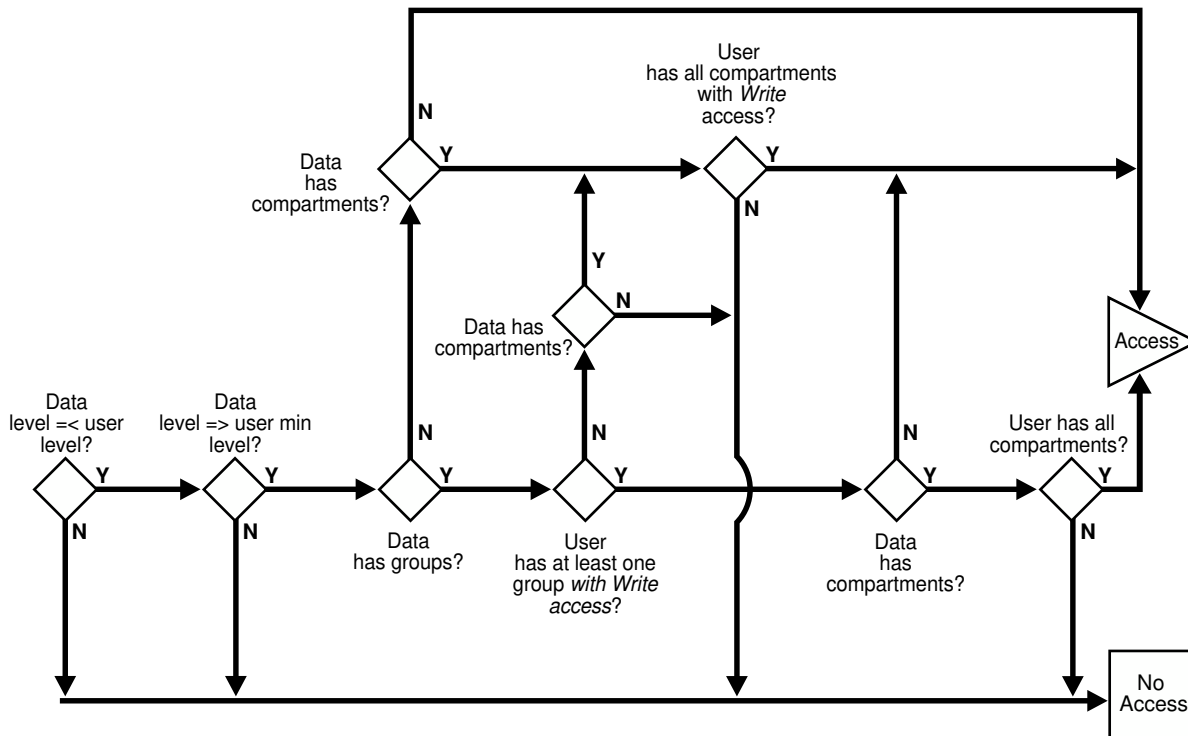 User
has all compartments
with Write
access?
N
Y
Y
Data
has
compartments?
N
Y
N
Data has
compartments?
Access
Data
level =< user
level?
Data
level => user min
level?
User has all
compartments?
N
N
N
Y
Y
Y
Y
Y
Y
N
N
N
Data
has groups?
User
has at least one
group with Write
access?
Data
has
compartments?
No
Access